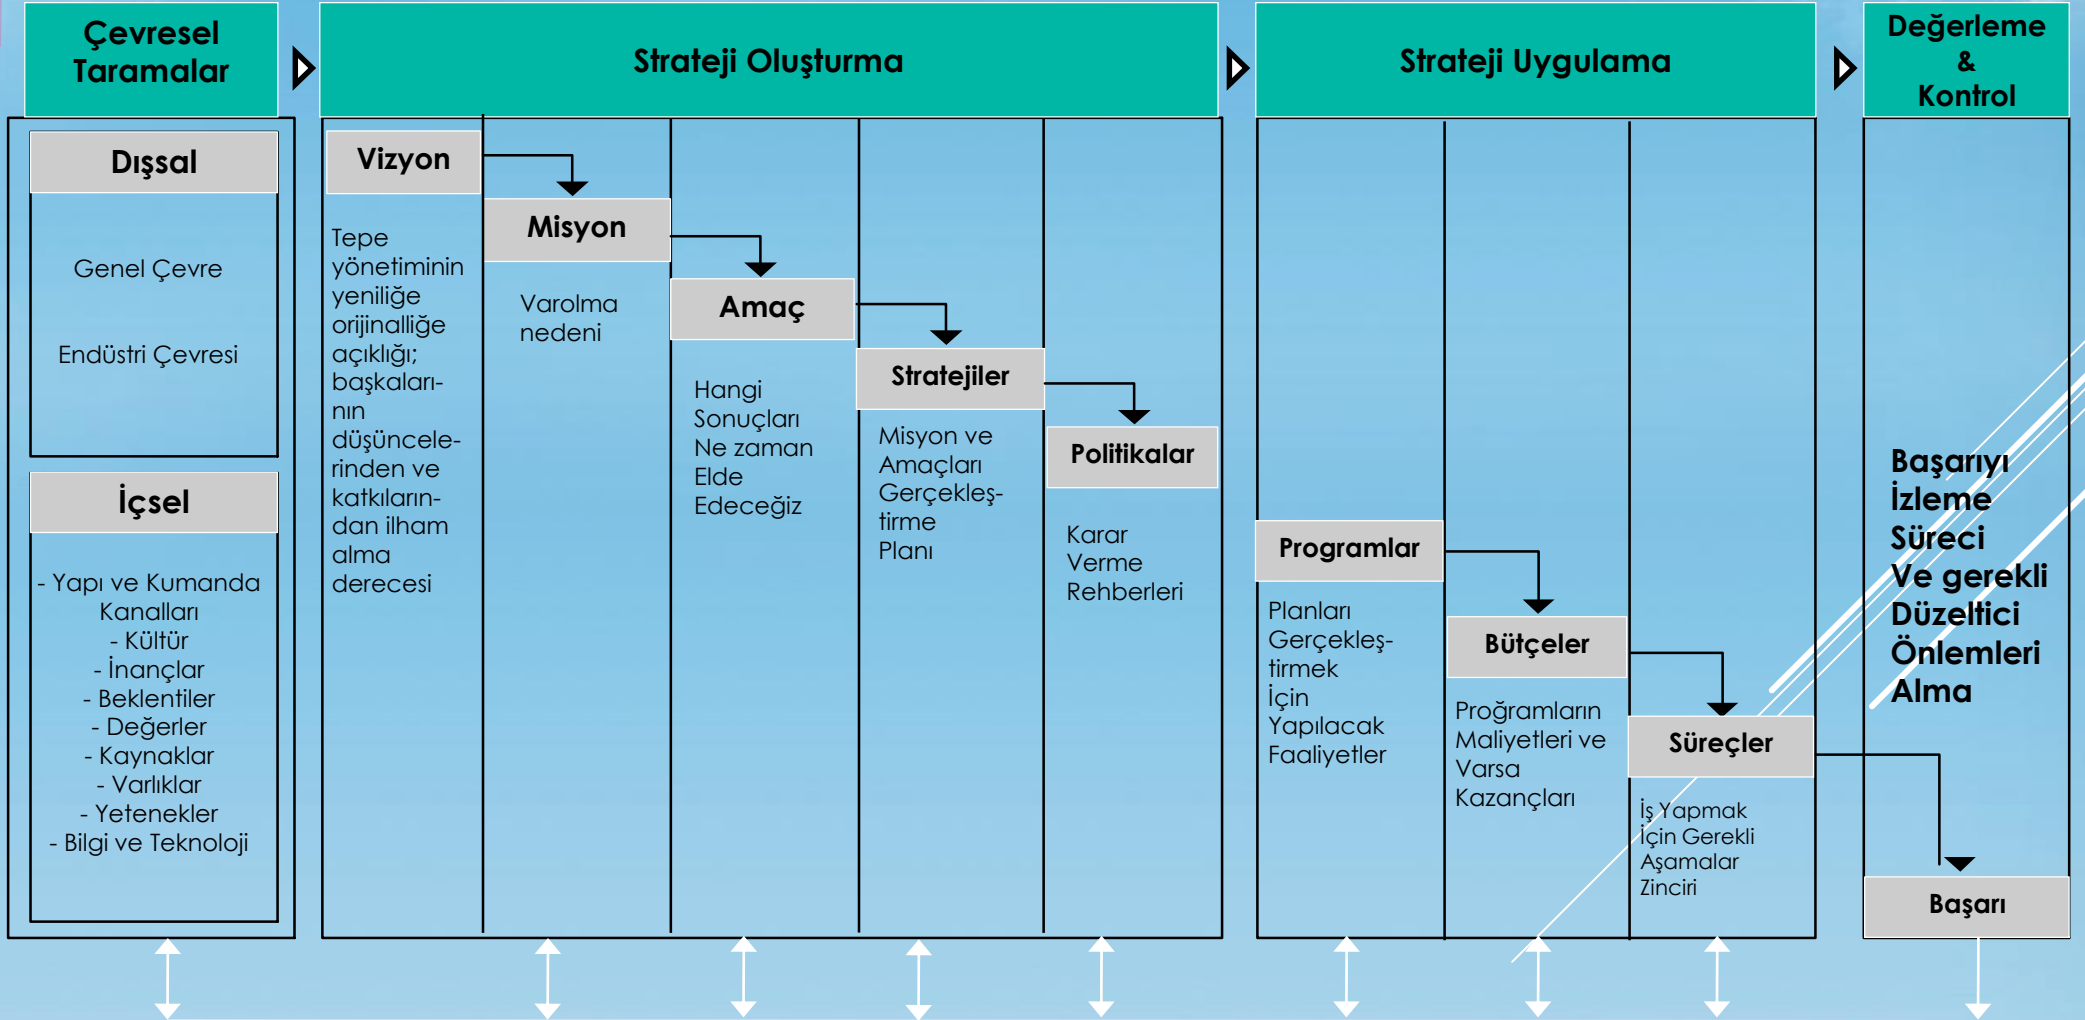 Çevresel
Taramalar
Strateji Oluşturma
Strateji Uygulama
Değerleme
&
Kontrol
Dışsal
Genel Çevre
Endüstri Çevresi
İçsel
- Yapı ve Kumanda
Kanalları
- Kültür
- İnançlar
- Beklentiler
- Değerler
- Kaynaklar
- Varlıklar
- Yetenekler
- Bilgi ve Teknoloji
Vizyon
Tepe
yönetiminin
yeniliğe
orijinalliğe
açıklığı;
başkaları-
nın
düşüncele-
rinden ve
katkıların-
dan ilham
alma
derecesi
Misyon
Varolma
nedeni
Amaç
Hangi
Sonuçları
Ne zaman
Elde
Edeceğiz
Stratejiler
Misyon ve
Amaçları
Gerçekleş-
tirme
Planı
Politikalar
Karar
Verme
Rehberleri
Programlar
Planları
Gerçekleş-
tirmek
İçin
Yapılacak
Faaliyetler
Bütçeler
Proğramların
Maliyetleri ve
Varsa
Kazançları
Süreçler
İş Yapmak
İçin Gerekli
Aşamalar
Zinciri
Başarıyı
İzleme
Süreci
Ve gerekli
Düzeltici
Önlemleri
Alma
Başarı